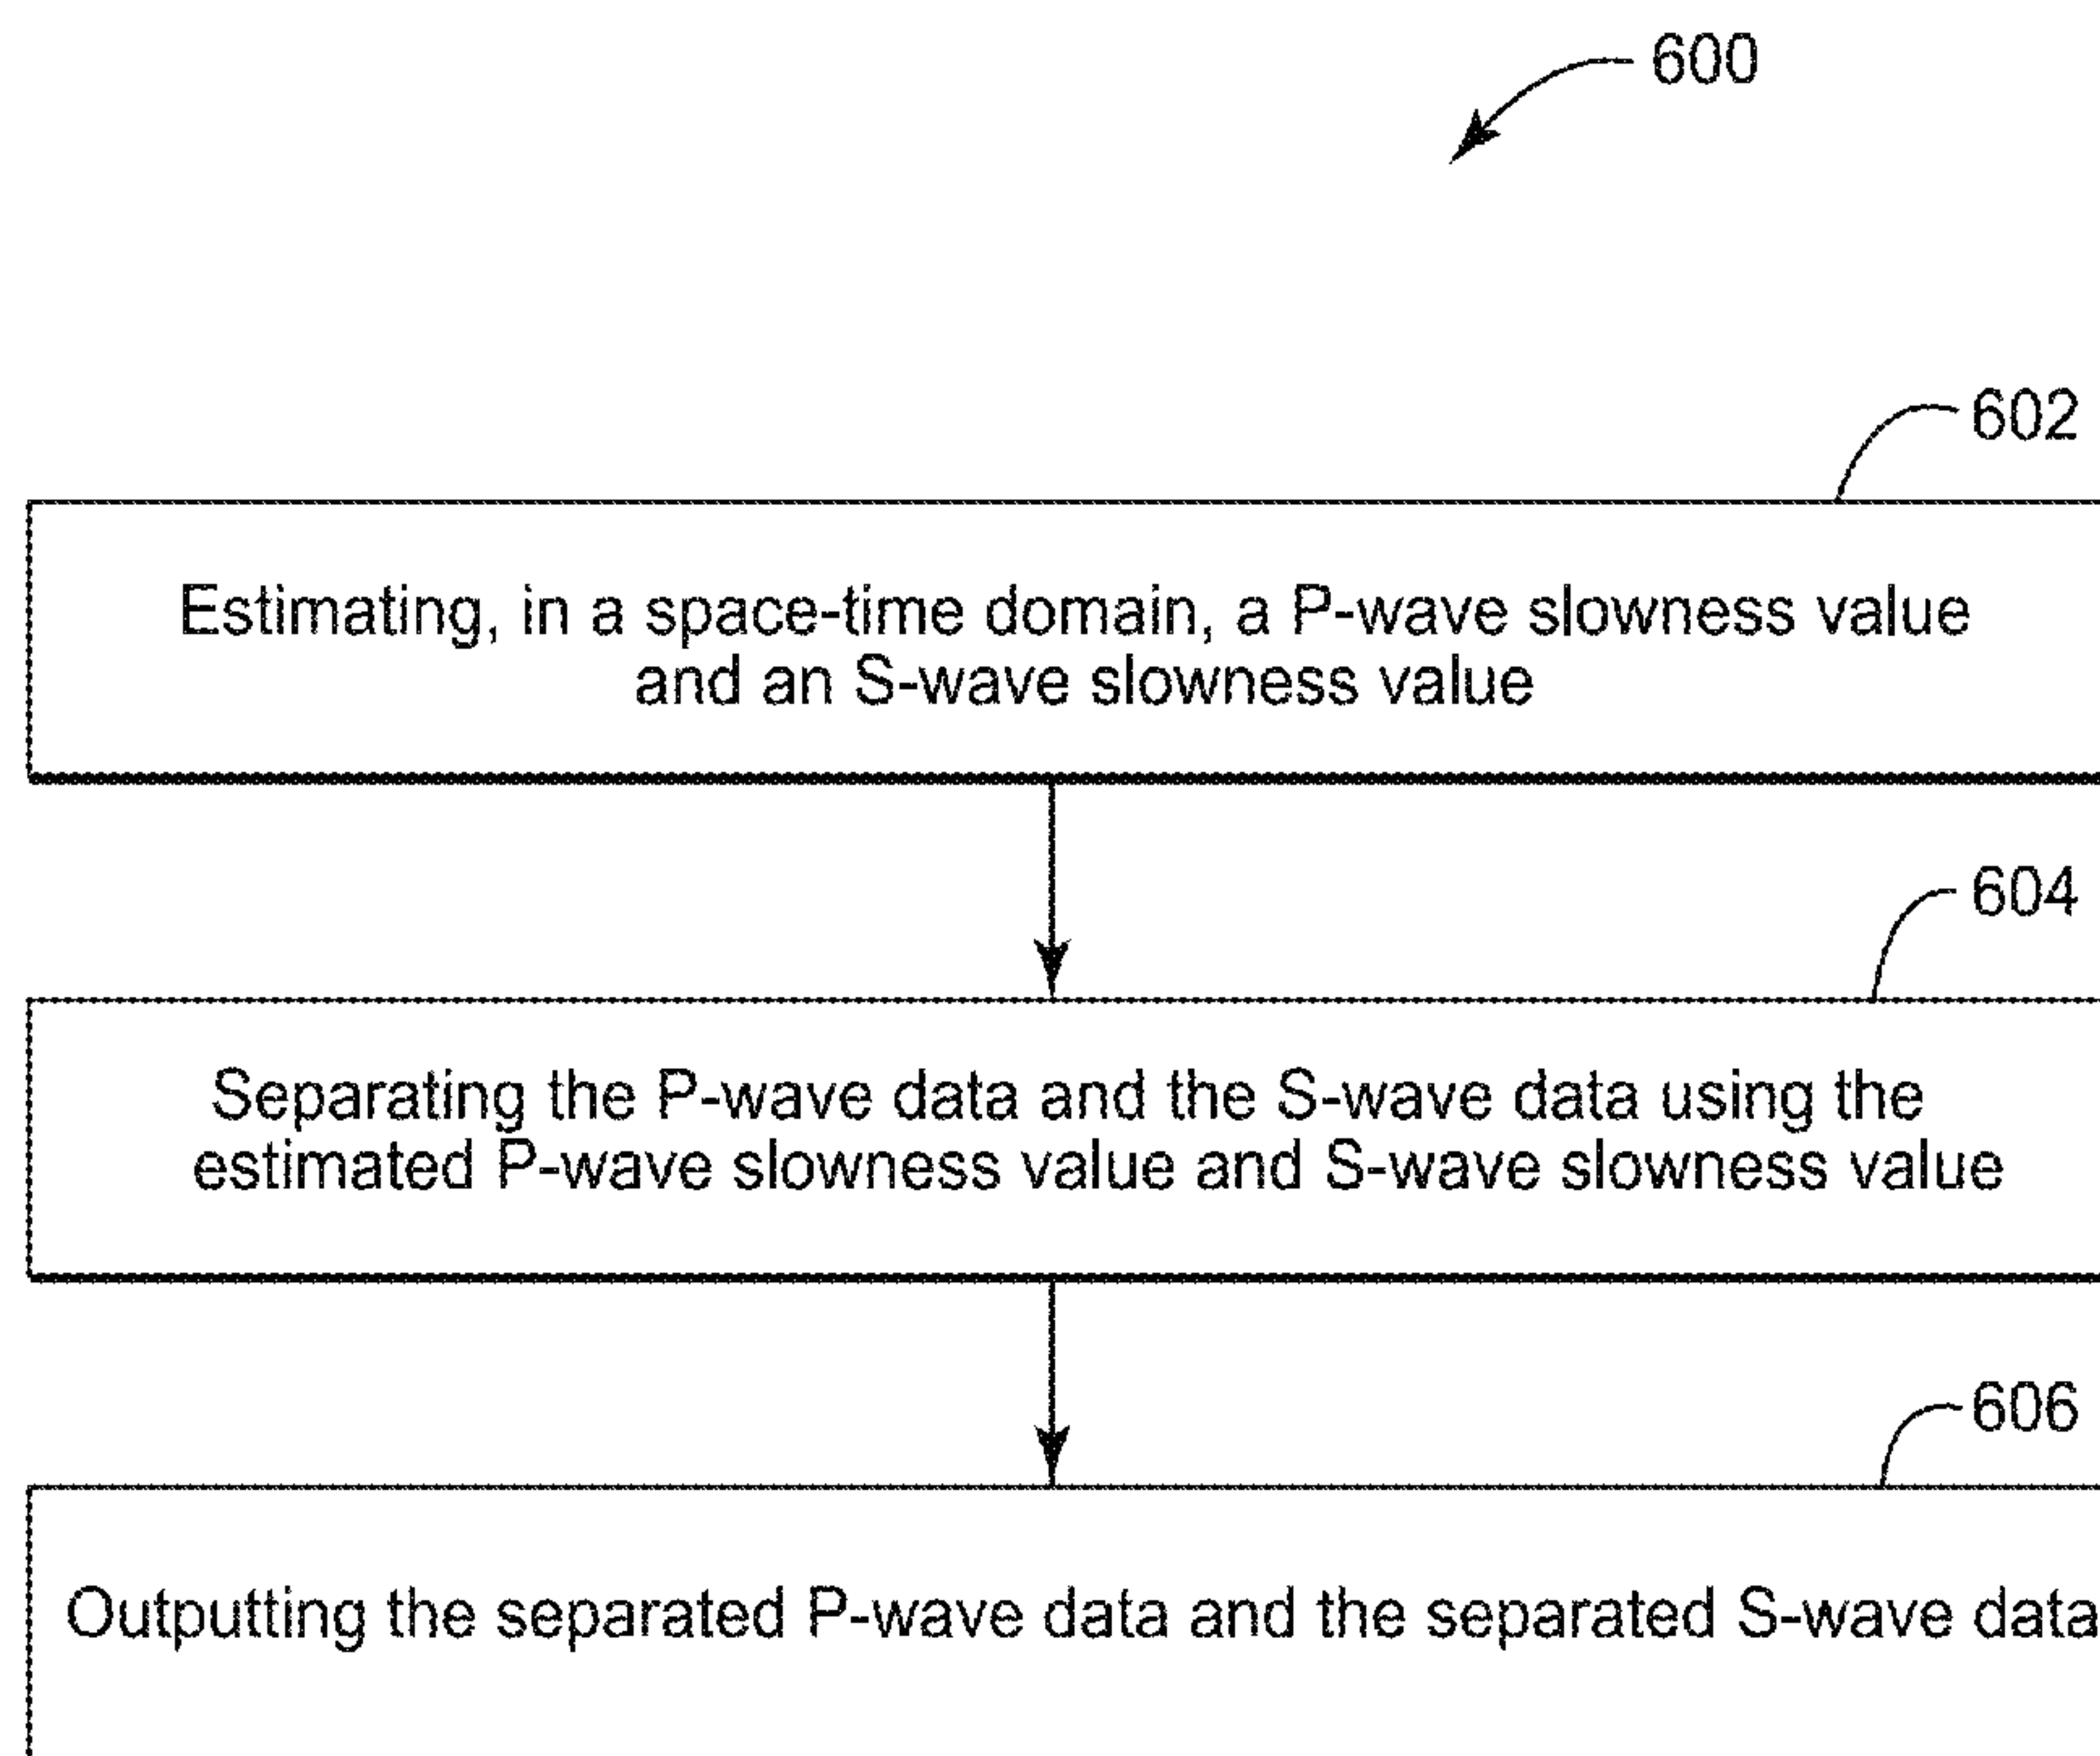 600
602
Estimating, in a space-time domain, a P-wave slowness value
and an S-wave slowness value
604
Separating the P-wave data and the S-wave data using the
estimated P-wave slowness value and S-wave slowness value
606
Outputting the separated P-wave data and the separated S-wave data